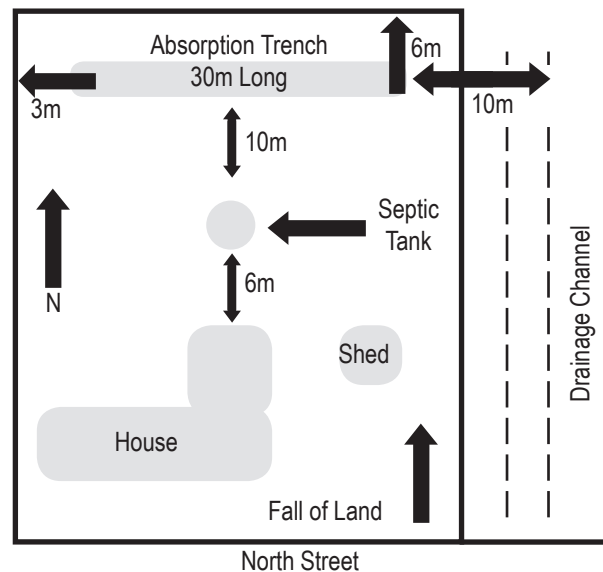 Absorption Trench
30m Long
6m
3m
10m
10m
Septic
Tank
N
6m
Shed
House
Fall of Land
Drainage Channel
North Street